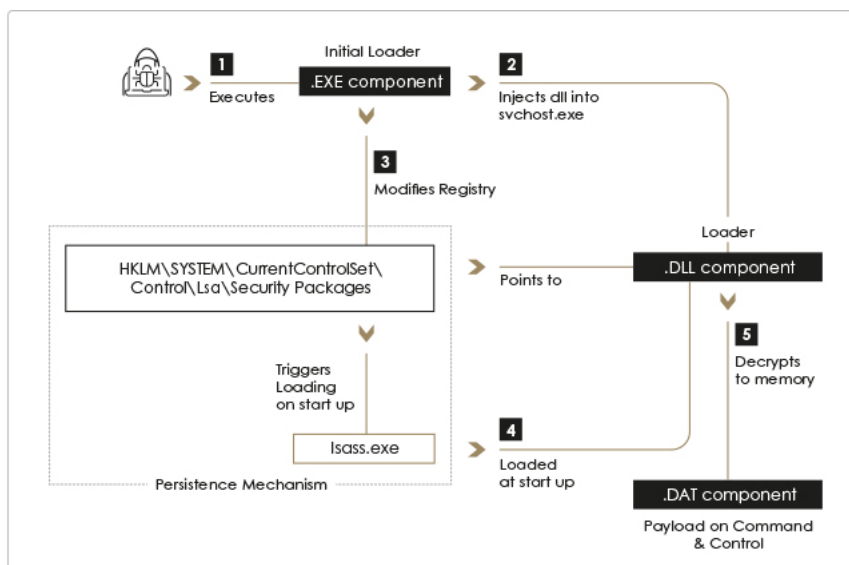 Initial Loader
1
.EXE component
2
Executes
Injects dll into
svchost.exe
3
Modifies Registry
Loader
HKLM\SYSTEM\CurrentControlSet\
Control\Lsa\Security Packages
.DLL component
Points to
5
Triggers
Loading
on start up
Decrypts
to memory
lsass.exe
4
Loaded
at start up
Persistence Mechanism
.DAT component
Payload on Command
& Control